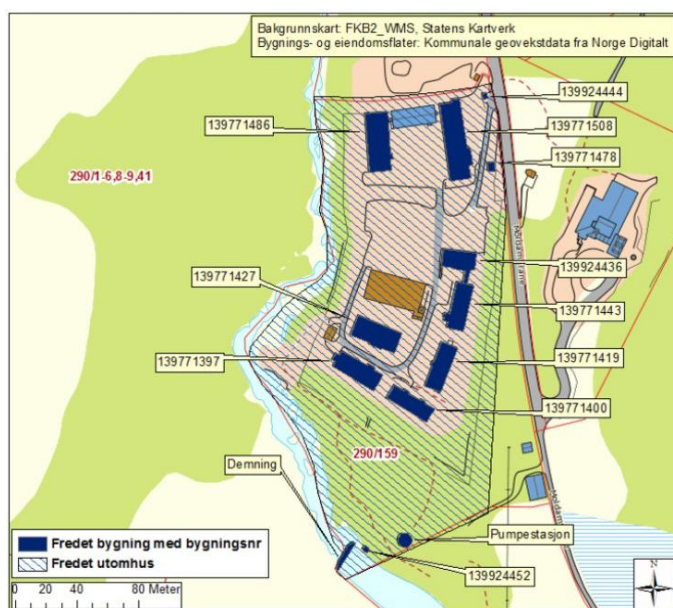 Bakgrunnskart: FKB2_WMS, Statens Kartverk
Bygnings- og eiendomsflater: Kommunale geovekstdata fra Norge Digitalt
139924444
139771486
139771508
139771478
290/1-6,8-9,41
139924436
139771427
139771443
139771397
139771419
139771400
290/159
Demning
Pumpestasjon
139924452
Fredet bygning med bygningsnr
Fredet utomhus
0 20 40 80 Meter
N